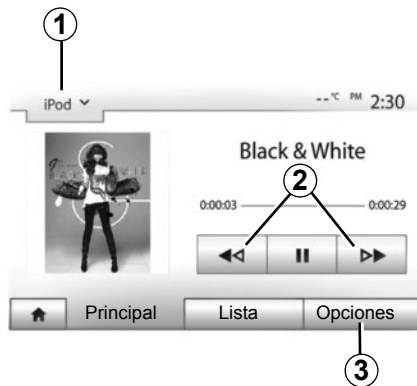 1
iPod
--°C PM 2:30
Black & White
2
0:00:03 0:00:29
Principal Lista Opciones
3